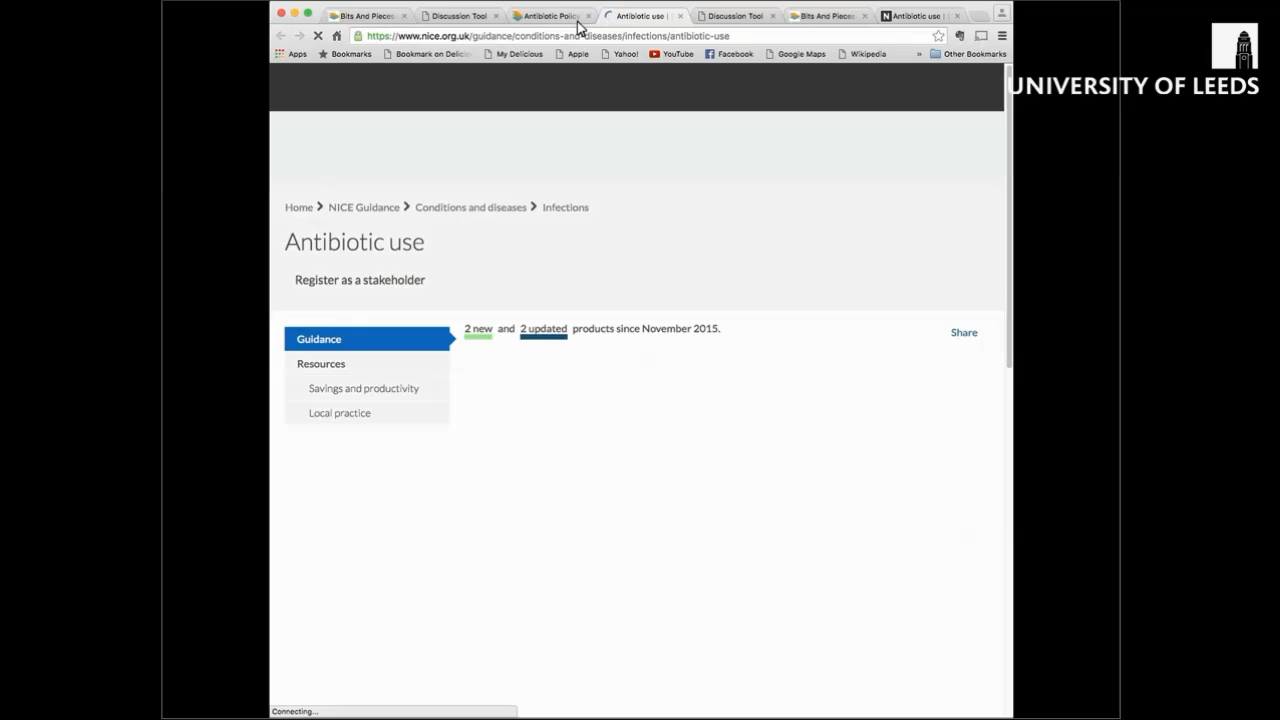 Bits And Pieces
Discussion Tool
Antibiotic Policy
Antibiotic use |
Discussion Tool
Bits And Pieces
Antibiotic use |
https://www.nice.org.uk/guidance/conditions-and-diseases/infections/antibiotic-use
Apps
Bookmarks
Bookmark on Delicio
My Delicious
Apple
Yahoo!
YouTube
Facebook
Google Maps
Wikipedia
»
Other Bookmarks
UNIVERSITY OF LEEDS
Home > NICE Guidance > Conditions and diseases > Infections
Antibiotic use
Register as a stakeholder
Guidance
2 new and 2 updated products since November 2015.
Share
Resources
Savings and productivity
Local practice
Connecting...